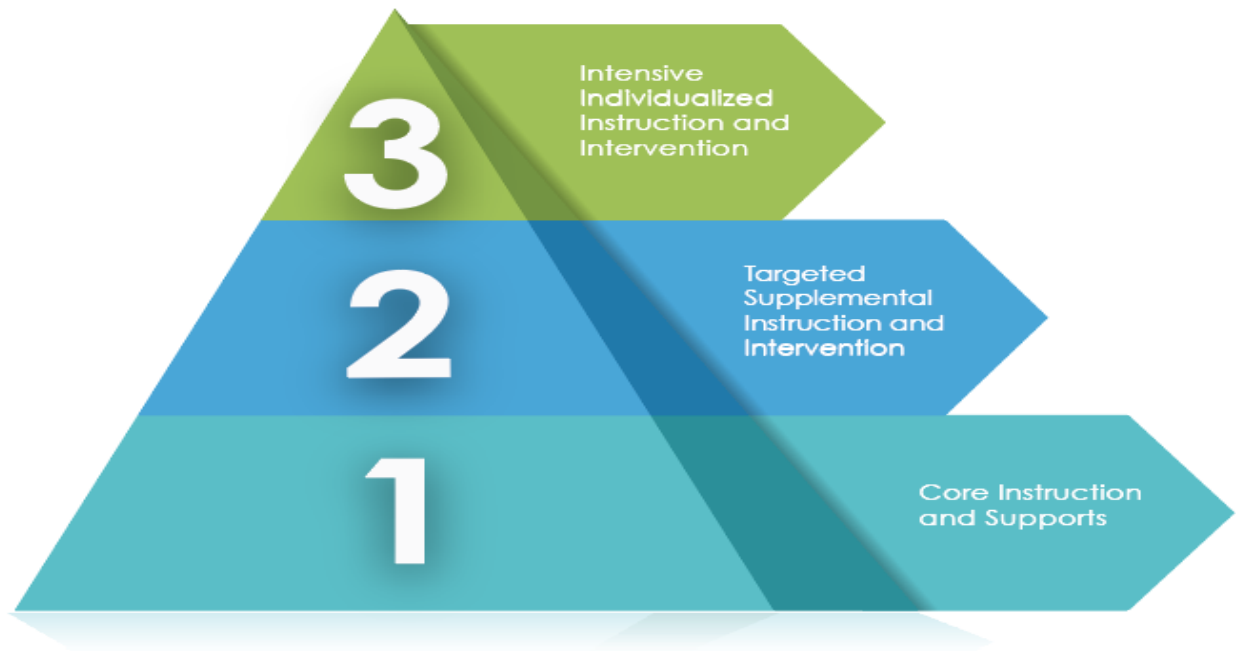 3
Intensive
Individualized
Instruction and
Intervention
2
Targeted
Supplemental
Instruction and
Intervention
1
Core Instruction
and Supports